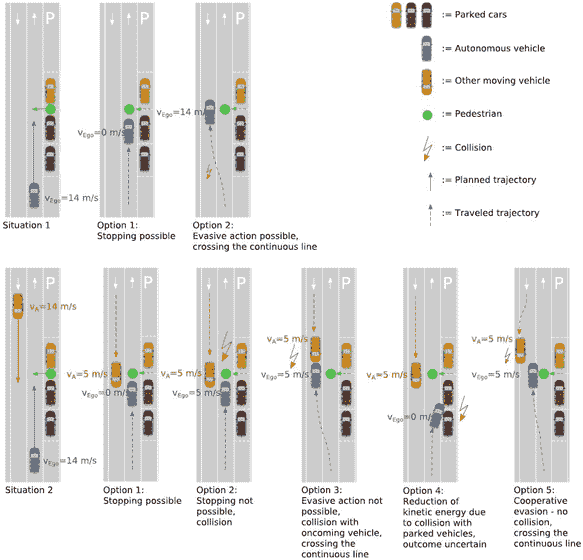 P
:= Parked cars
:= Autonomous vehicle
:= Other moving vehicle
:= Pedestrian
:= Collision
:= Planned trajectory
:= Traveled trajectory
vEgo=14 m/s
Situation 1
vEgo=0 m/s
Option 1:
Stopping possible
vEgo=14 m/s
Option 2:
Evasive action possible,
crossing the continuous line
P
vA=14 m/s
vEgo=14 m/s
Situation 2
P
vA=5 m/s
vEgo=0 m/s
Option 1:
Stopping possible
P
vA=5 m/s
vEgo=5 m/s
Option 2:
Stopping not
possible,
collision
P
vA=5 m/s
vEgo=5 m/s
Option 3:
Evasive action not
possible,
collision with
oncoming vehicle,
crossing the
continuous line
P
vA=5 m/s
vEgo=0 m/s
Option 4:
Reduction of
kinetic energy due
to collision with
parked vehicles,
outcome uncertain
P
vA=5 m/s
vEgo=5 m/s
Option 5:
Cooperative
evasion - no
collision,
crossing the
continuous line